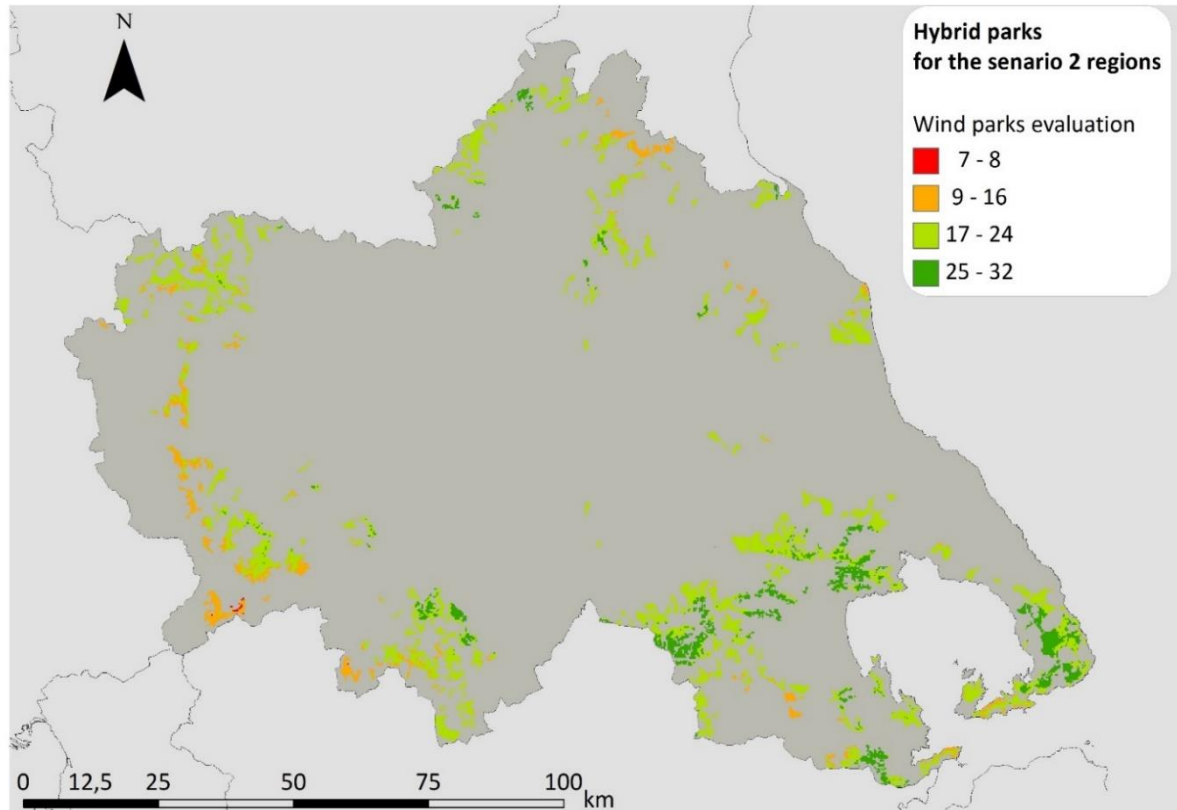 N
Hybrid parks
for the senario 2 regions
Wind parks evaluation
7 - 8
9 - 16
17 - 24
25 - 32
0 12,5 25 50 75 100
km